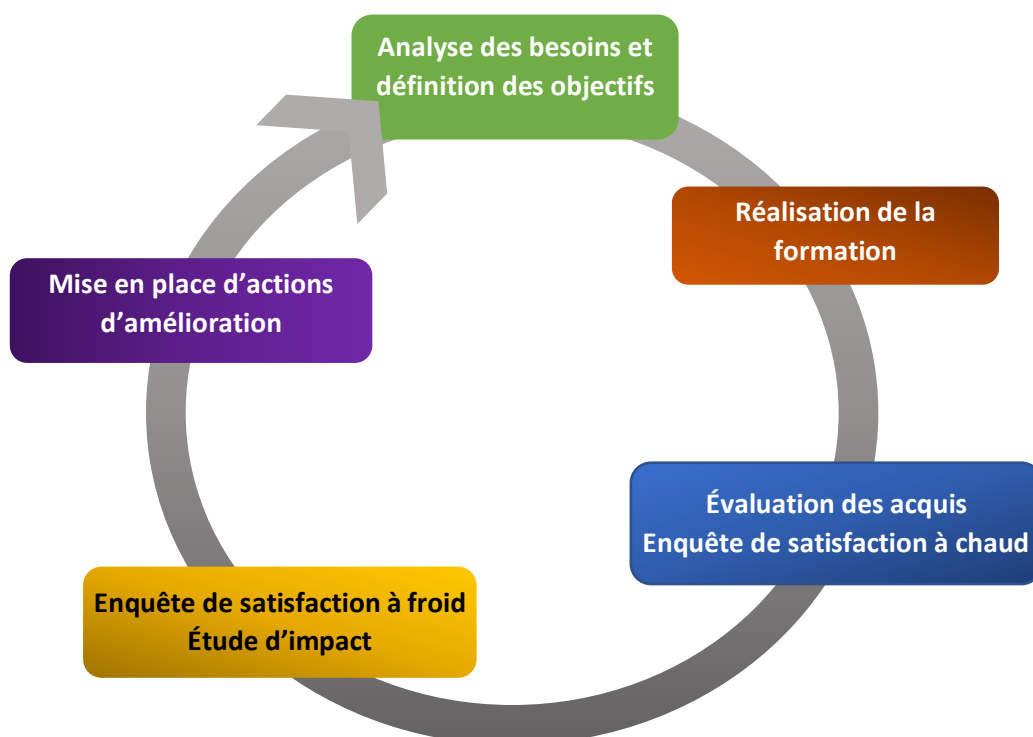 Analyse des besoins et
définition des objectifs
Réalisation de la
formation
Évaluation des acquis
Enquête de satisfaction à chaud
Enquête de satisfaction à froid
Étude d’impact
Mise en place d’actions
d’amélioration